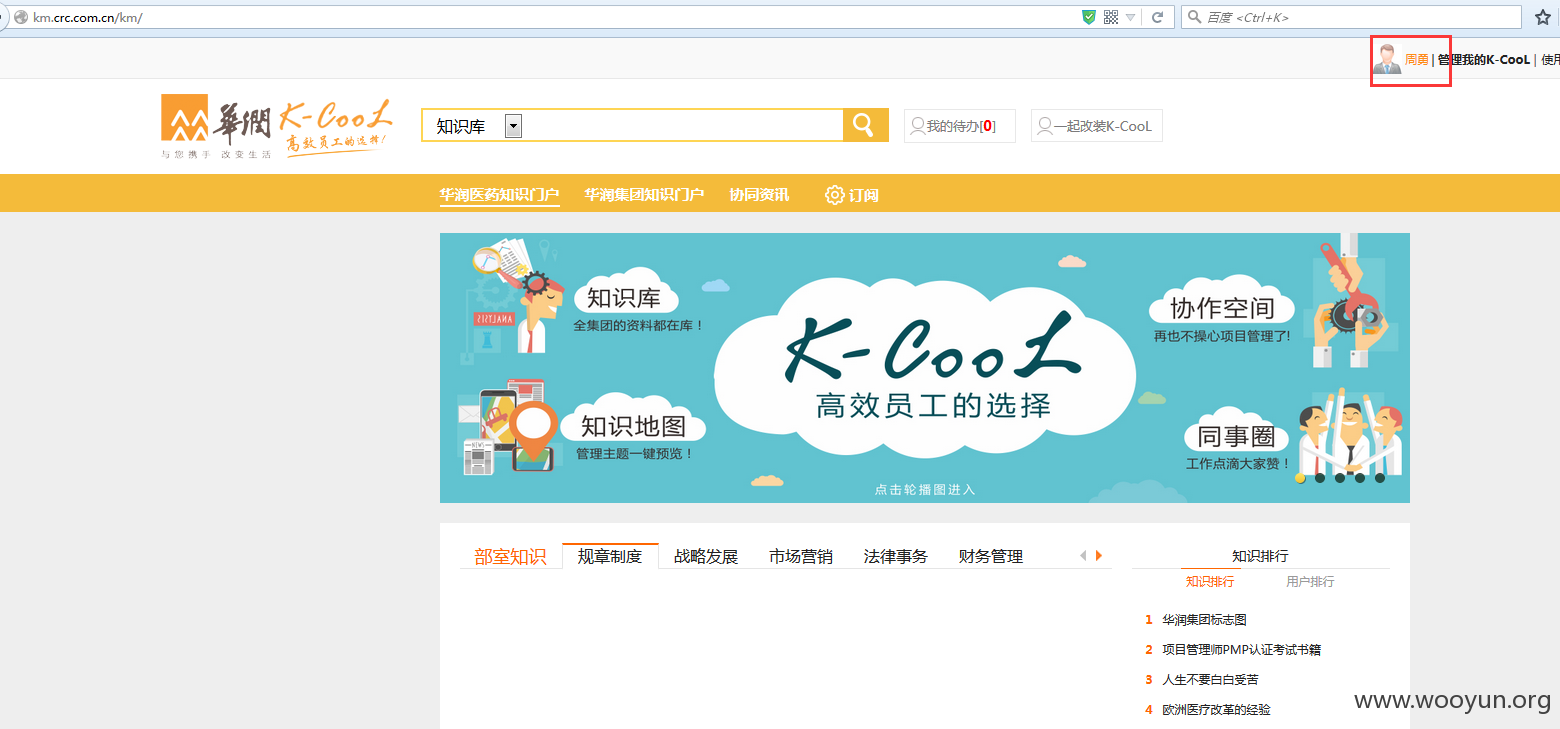 km.crc.com.cn/km/
百度 <Ctrl+K>
周勇 | 管理我的K-CooL | 使用
華潤 K-CooL
高效员工的选择!
与您携手 改变生活
知识库
我的待办[0]
一起改装K-CooL
华润医药知识门户 华润集团知识门户 协同资讯 订阅
知识库
全集团的资料都在库！
ANALYSIS
协作空间
再也不操心项目管理了!
K-CooL
高效员工的选择
知识地图
管理主题一键预览！
NEWS
同事圈
工作点滴大家赞！
点击轮播图进入
部室知识 规章制度 战略发展 市场营销 法律事务 财务管理
知识排行
知识排行 用户排行
1 华润集团标志图
2 项目管理师PMP认证考试书籍
3 人生不要白白受苦
4 欧洲医疗改革的经验
www.wooyun.org